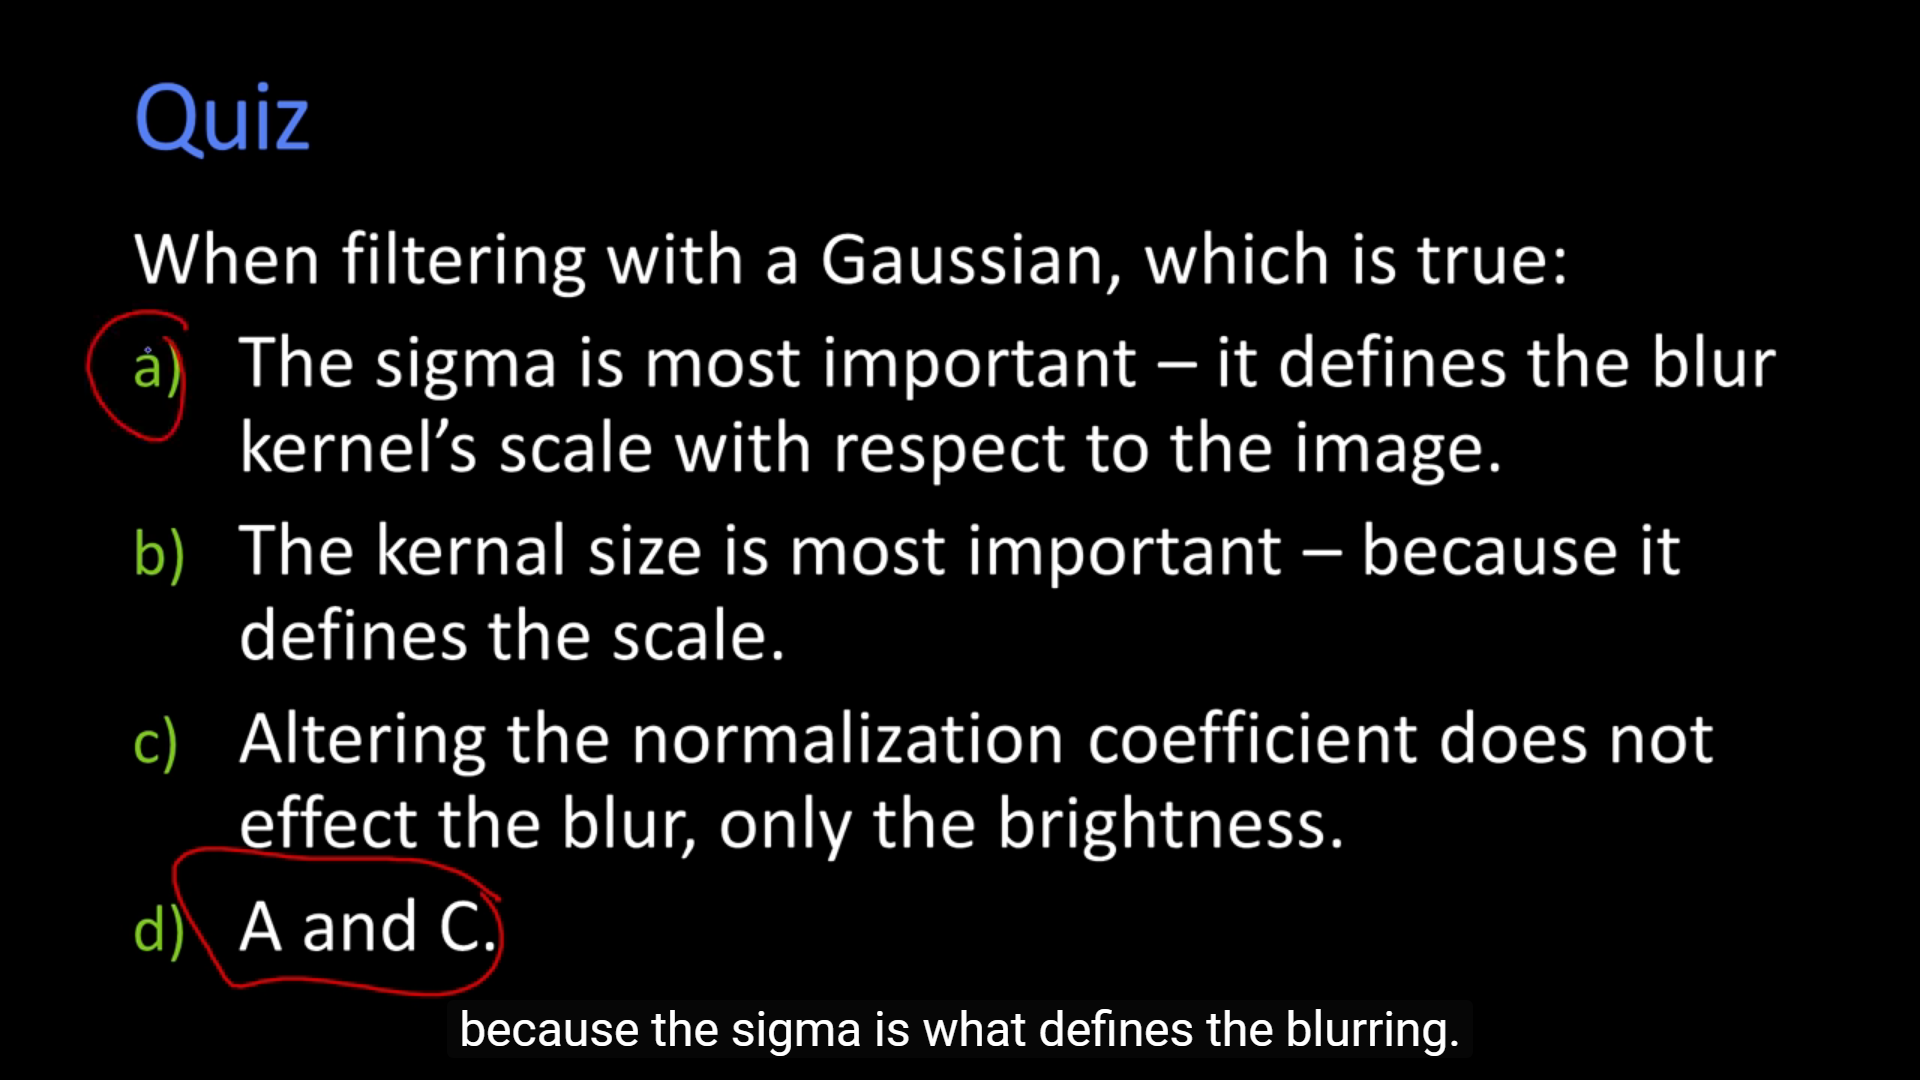 Quiz
When filtering with a Gaussian, which is true:
a) The sigma is most important – it defines the blur
kernel’s scale with respect to the image.
b) The kernal size is most important – because it
defines the scale.
c) Altering the normalization coefficient does not
effect the blur, only the brightness.
d) A and C.
because the sigma is what defines the blurring.